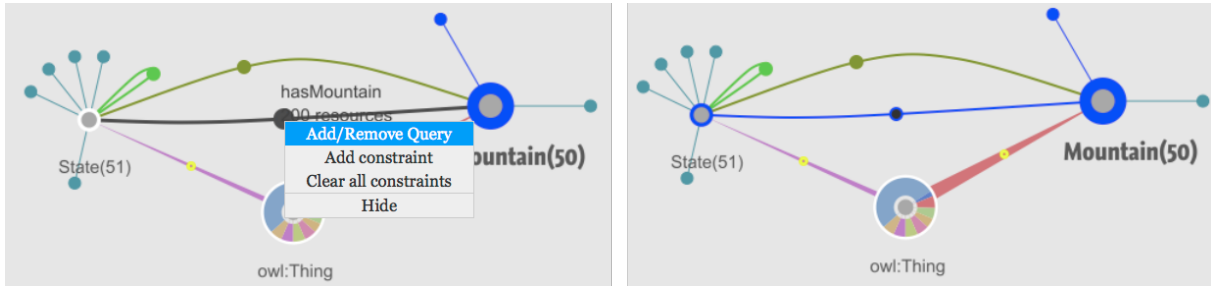 hasMountain
00 resources
Add/Remove Query
Add constraint
Clear all constraints
Hide
ountain(50)
State(51)
owl:Thing
State(51)
Mountain(50)
owl:Thing